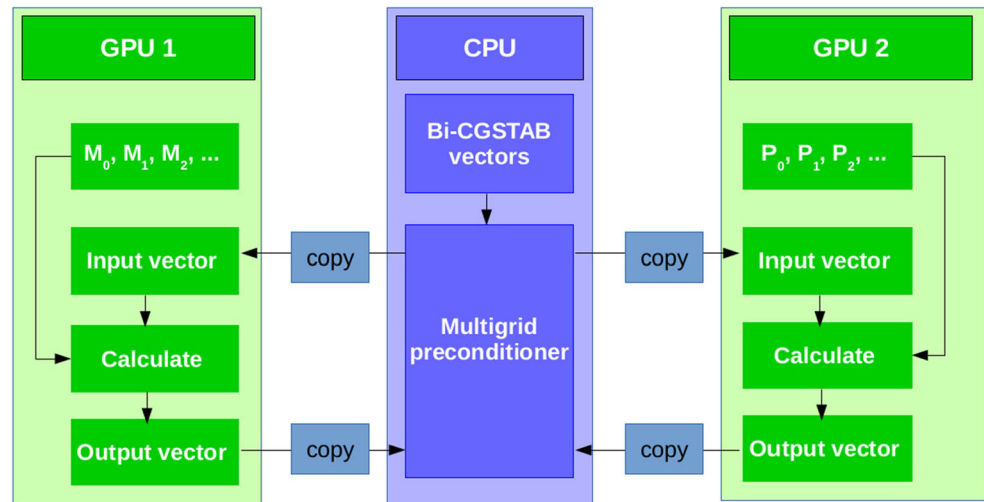 GPU 1
CPU
GPU 2
Bi-CGSTAB
vectors
M₀, M₁, M₂, ...
P₀, P₁, P₂, ...
Input vector
copy
copy
Input vector
Multigrid
preconditioner
Calculate
Calculate
Output vector
copy
copy
Output vector